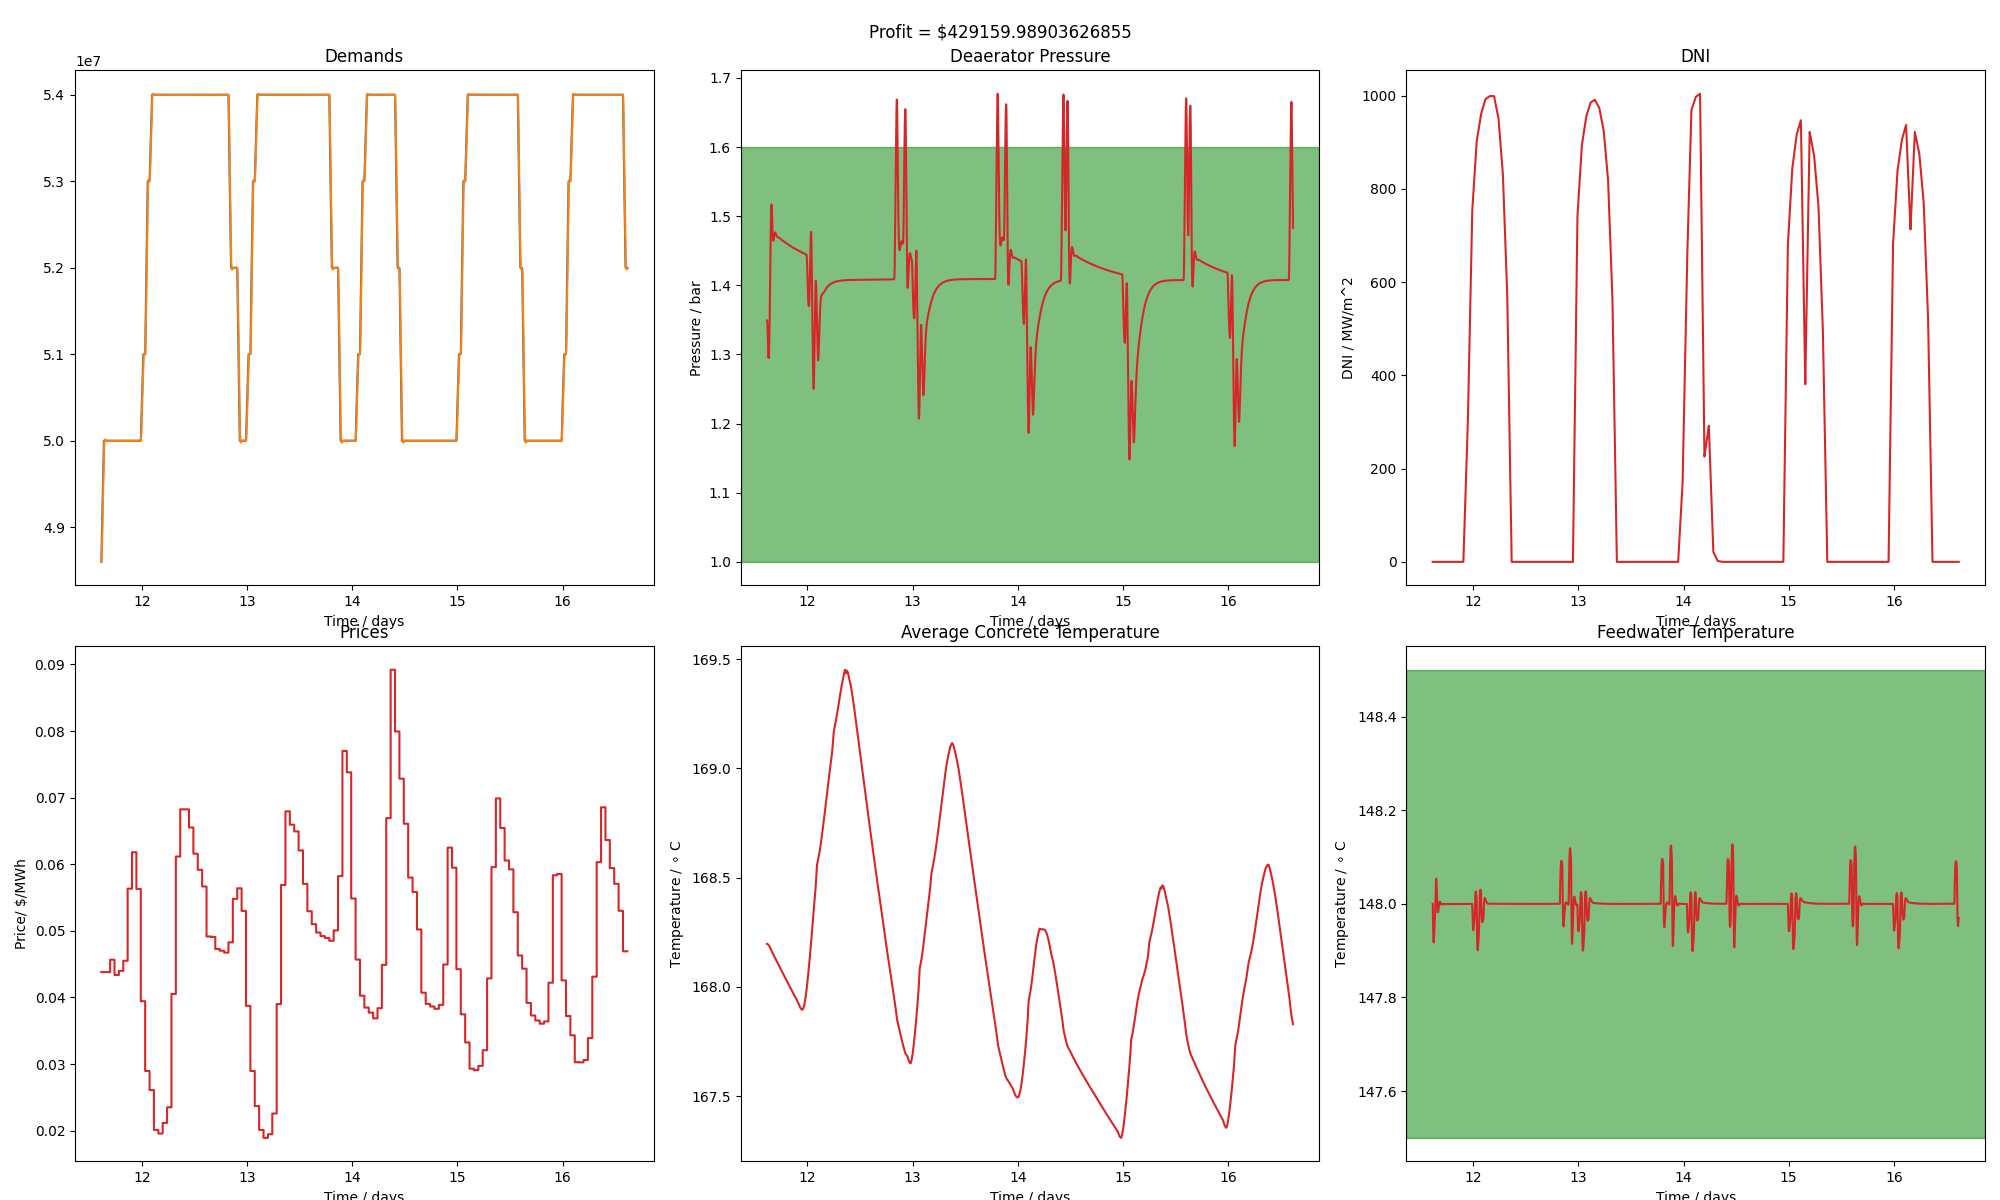 Profit = $429159.98903626855
Demands
1e7
5.4
5.3
5.2
5.1
5.0
4.9
12 13 14 15 16
Time / days
Deaerator Pressure
Pressure / bar
1.7
1.6
1.5
1.4
1.3
1.2
1.1
1.0
12 13 14 15 16
Time / days
DNI
DNI / MW/m^2
1000
800
600
400
200
0
12 13 14 15 16
Time / days
Prices
Price/ $/MWh
0.09
0.08
0.07
0.06
0.05
0.04
0.03
0.02
12 13 14 15 16
Time / days
Average Concrete Temperature
Temperature / ∘ C
169.5
169.0
168.5
168.0
167.5
12 13 14 15 16
Time / days
Feedwater Temperature
Temperature / ∘ C
148.4
148.2
148.0
147.8
147.6
12 13 14 15 16
Time / days